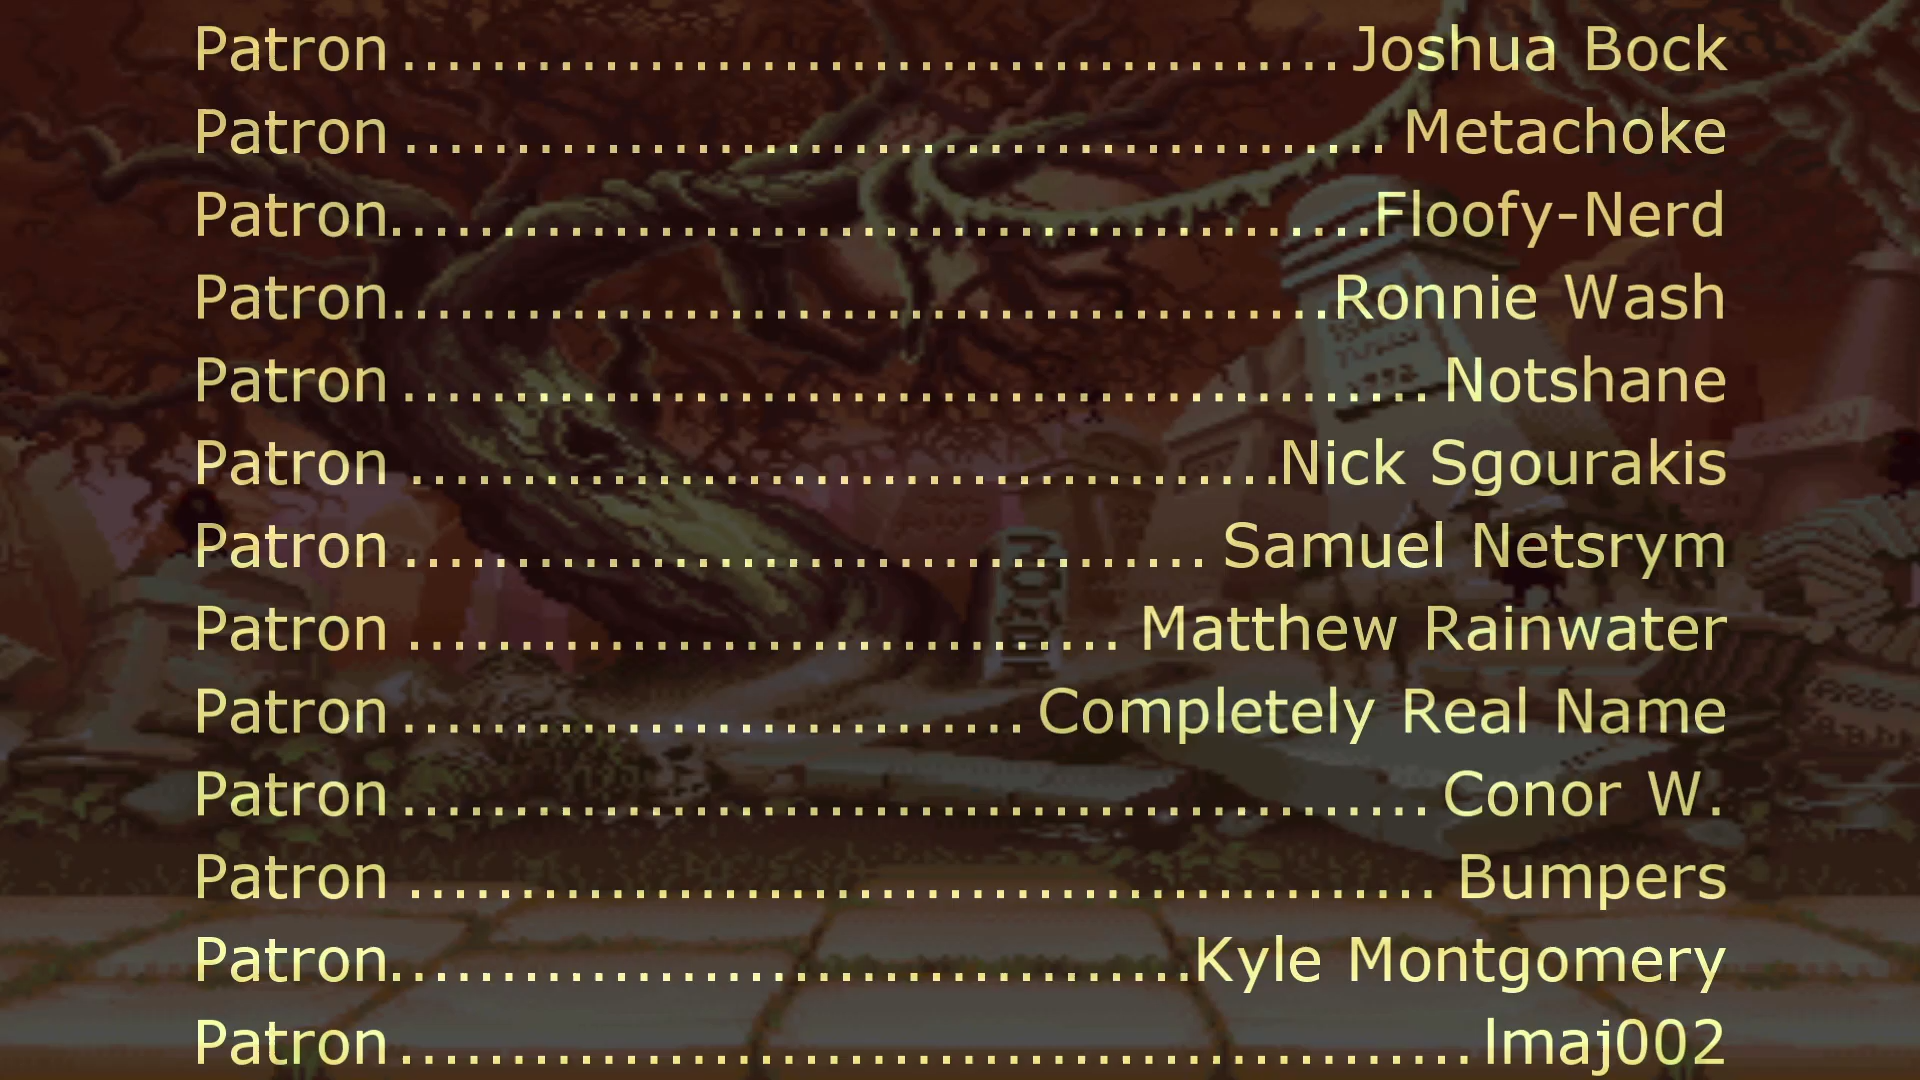 Patron ................................................ Joshua Bock
Patron ................................................ Metachoke
Patron................................................Floofy-Nerd
Patron................................................Ronnie Wash
Patron ................................................ Notshane
Patron ................................................Nick Sgourakis
Patron ................................................ Samuel Netsrym
Patron ................................................ Matthew Rainwater
Patron ................................................ Completely Real Name
Patron ................................................ Conor W.
Patron ................................................ Bumpers
Patron................................................Kyle Montgomery
Patron ................................................ lmaj002
1992